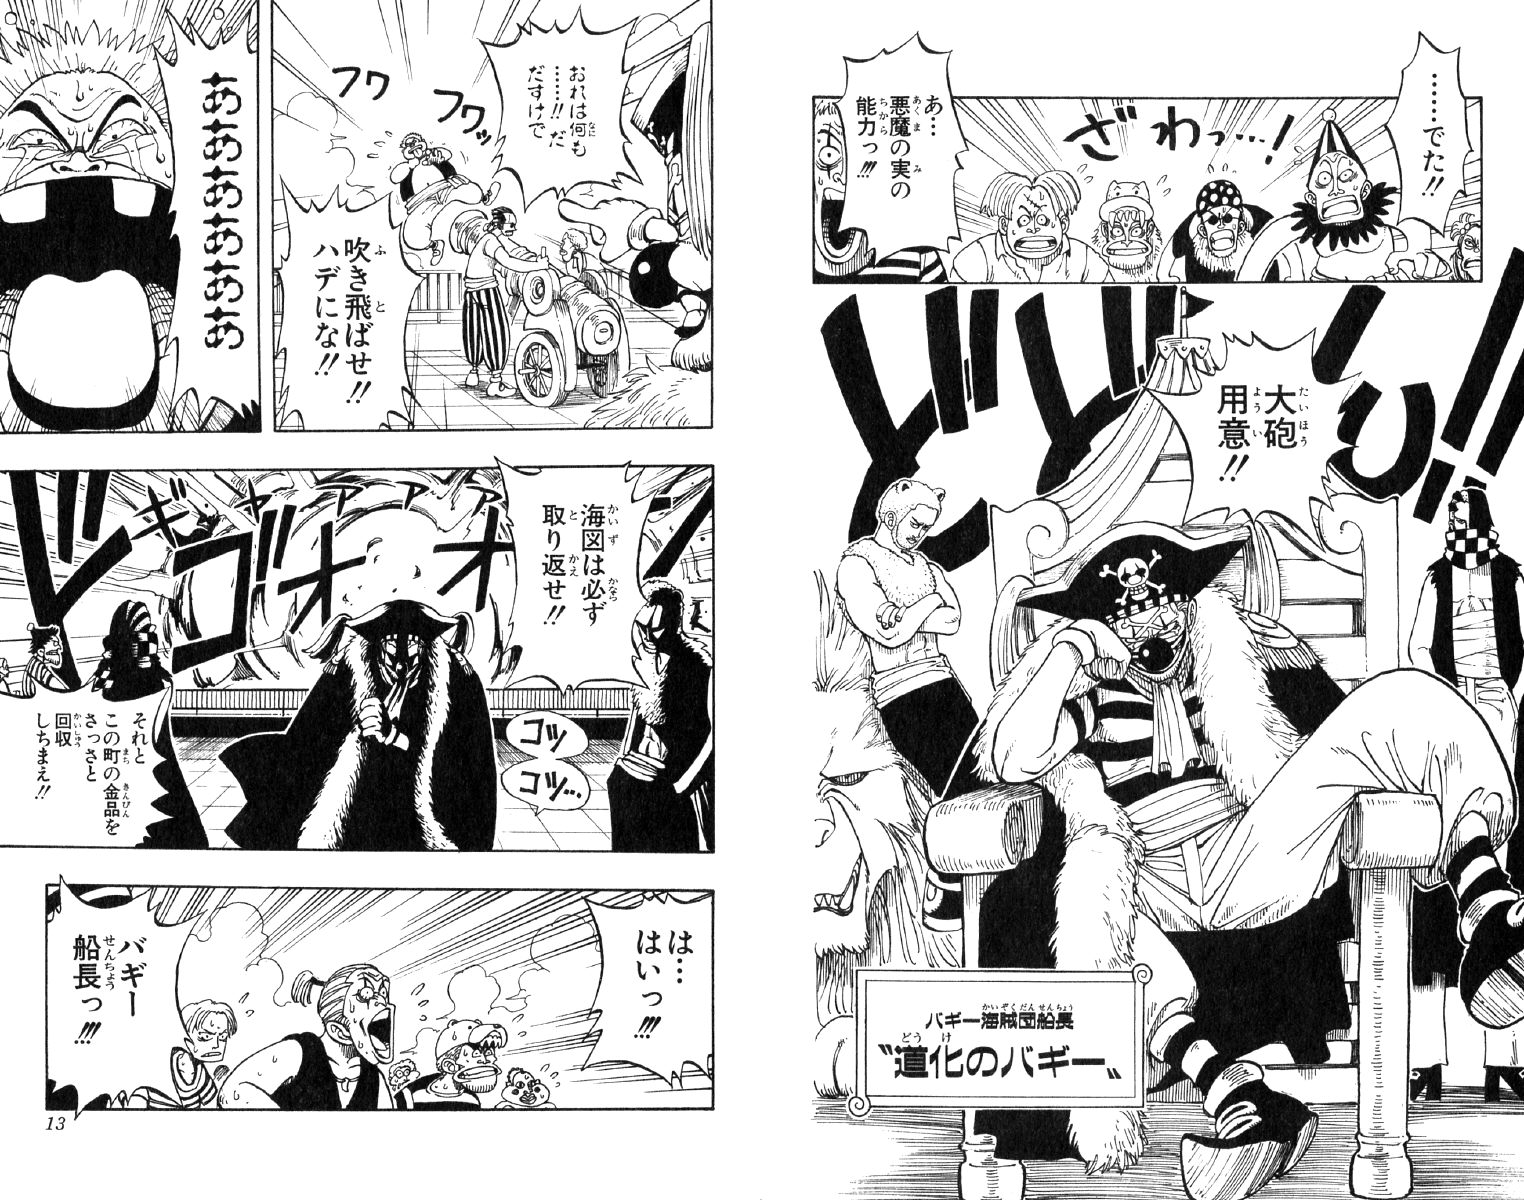 ……でた!!
ざわっ…!
あ…
悪魔の実の
能力っ!!!
ドドン!!
大砲
用意!!
バギー海賊団船長
〝道化のバギー〟
おれは何も
……!! だ
だすけで
フワ
フワッ
吹き飛ばせ!!
ハデにな!!
ああああああ
海図は必ず
取り返せ!!
ギャアアアア
ドゴオオオ
コツ
コツ…
それと
この町の金品を
さっさと
回収
しちまえ!!
は…
はいっ!!!
バギー
船長っ!!!
13